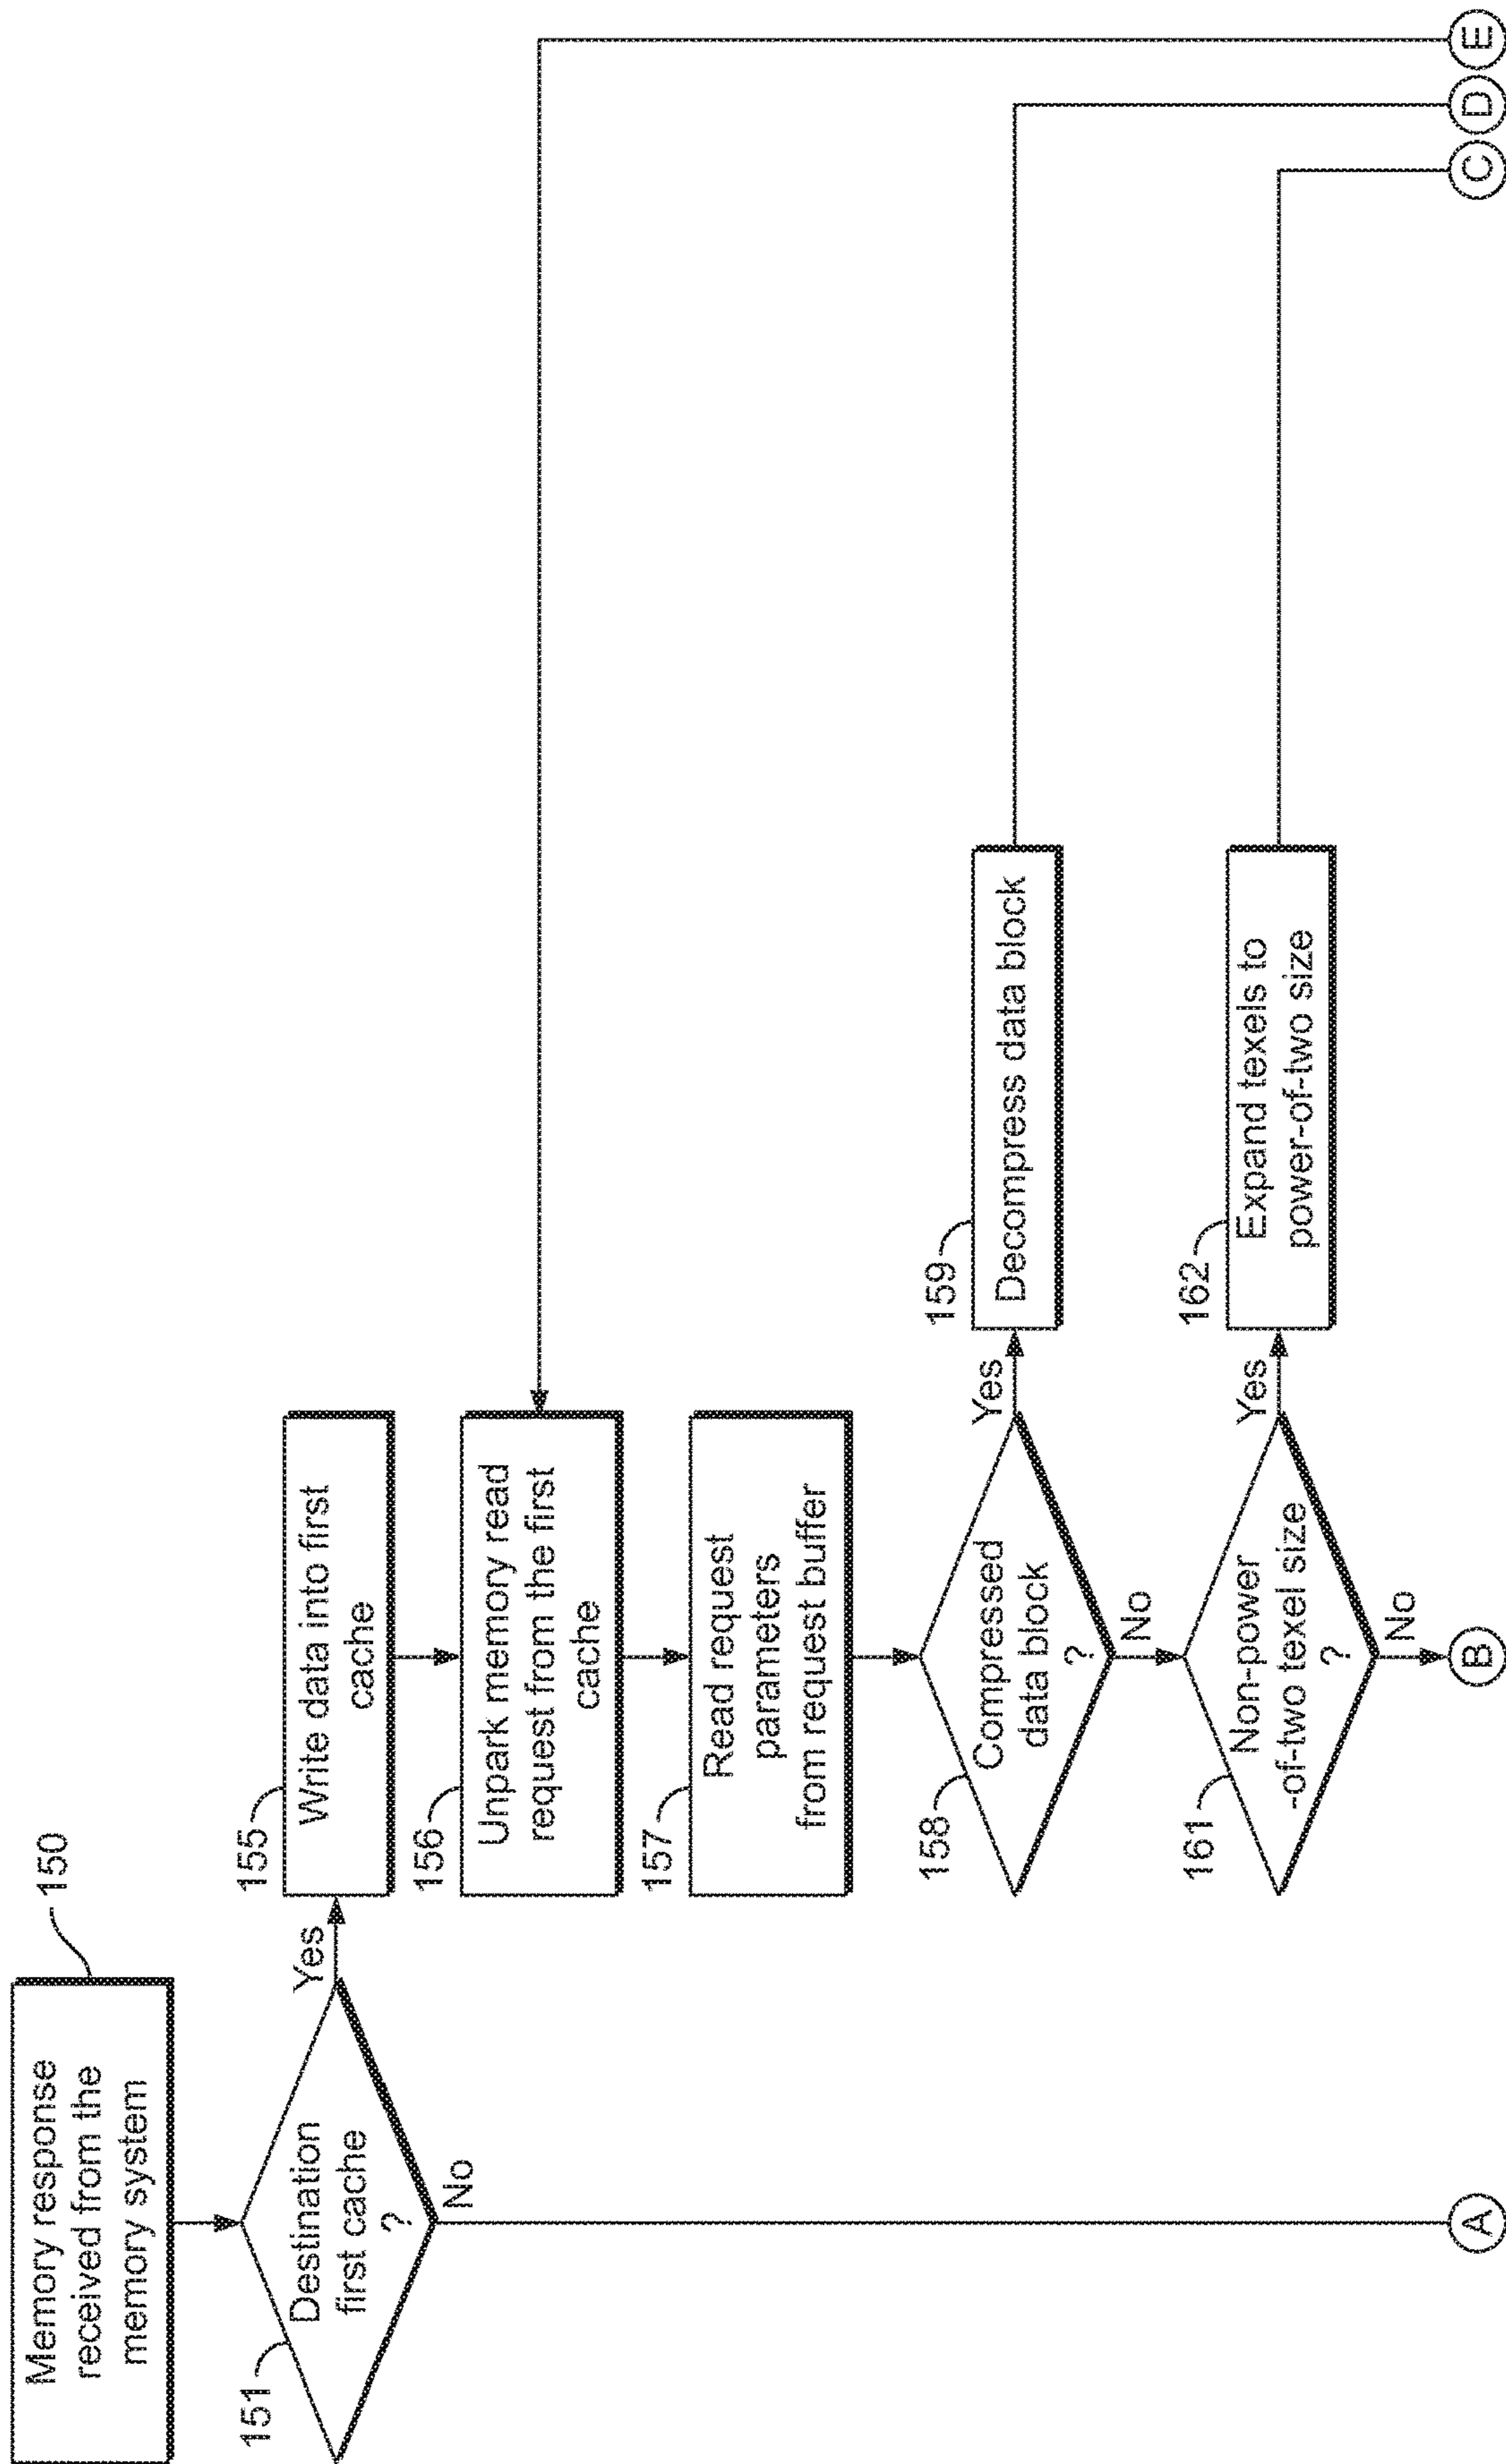 Memory response
received from the
memory system
150
Destination
first cache
?
151
Yes
No
Write data into first
cache
155
Unpark memory read
request from the first
cache
156
Read request
parameters
from request buffer
157
Compressed
data block
?
158
Yes
No
Decompress data block
159
Non-power
-of-two texel size
?
161
Yes
No
Expand texels to
power-of-two size
162
A
B
C
D
E